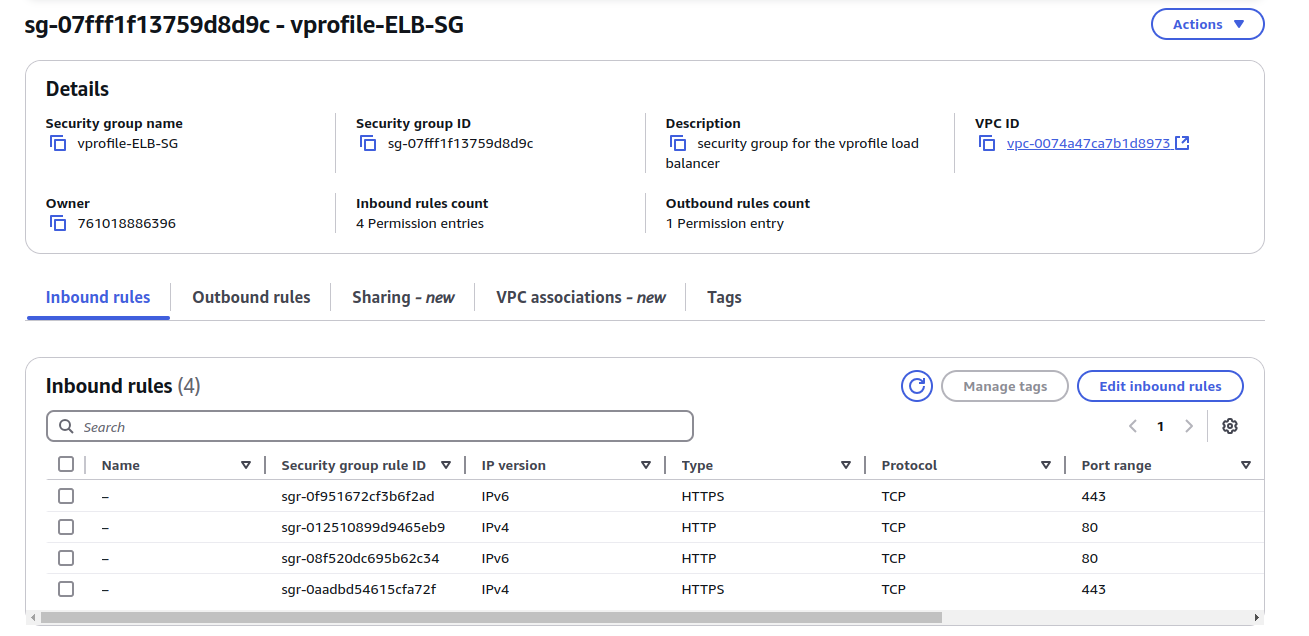 sg-07fff1f13759d8d9c - vprofile-ELB-SG
Actions
Details
Security group name
vprofile-ELB-SG
Security group ID
sg-07fff1f13759d8d9c
Description
security group for the vprofile load
balancer
VPC ID
vpc-0074a47ca7b1d8973
Owner
761018886396
Inbound rules count
4 Permission entries
Outbound rules count
1 Permission entry
Inbound rules
Outbound rules
Sharing - new
VPC associations - new
Tags
Inbound rules (4)
Manage tags
Edit inbound rules
Search
1
Name Security group rule ID IP version Type Protocol Port range
– sgr-0f951672cf3b6f2ad IPv6 HTTPS TCP 443
– sgr-012510899d9465eb9 IPv4 HTTP TCP 80
– sgr-08f520dc695b62c34 IPv6 HTTP TCP 80
– sgr-0aadbd54615cfa72f IPv4 HTTPS TCP 443